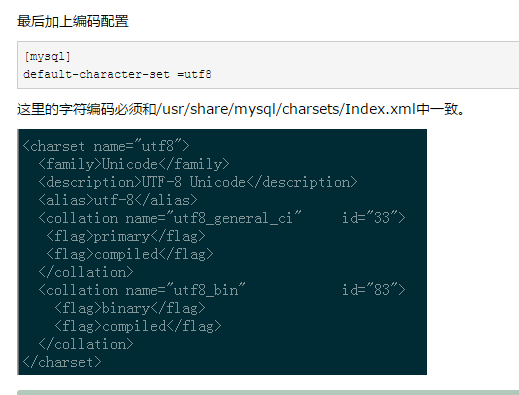 最后加上编码配置
[mysql]
default-character-set =utf8
这里的字符编码必须和/usr/share/mysql/charsets/Index.xml中一致。
<charset name="utf8">
  <family>Unicode</family>
  <description>UTF-8 Unicode</description>
  <alias>utf-8</alias>
  <collation name="utf8_general_ci"     id="33">
   <flag>primary</flag>
   <flag>compiled</flag>
  </collation>
  <collation name="utf8_bin"            id="83">
    <flag>binary</flag>
    <flag>compiled</flag>
  </collation>
</charset>